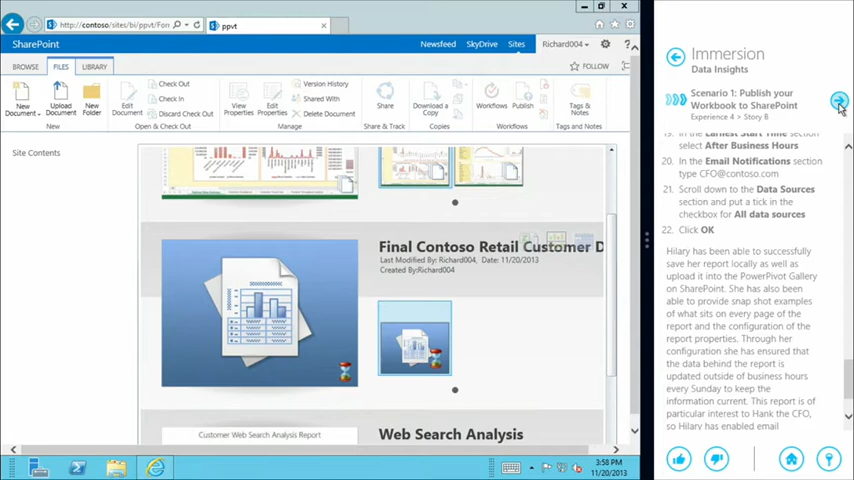 http://contoso/sites/bi/ppvt/For
ppvt
SharePoint
Newsfeed SkyDrive Sites Richard004 ?
BROWSE FILES LIBRARY
FOLLOW
New Document
Upload Document
New Folder
New
Edit Document
Check Out
Check In
Discard Check Out
Open & Check Out
View Properties
Edit Properties
Version History
Shared With
Delete Document
Manage
Share
Share & Track
Download a Copy
Copies
Workflows
Publish
Workflows
Tags & Notes
Tags and Notes
Site Contents
Final Contoso Retail Customer D
Last Modified By: Richard004, Date: 11/20/2013
Created By:Richard004
Customer Web Search Analysis Report
Web Search Analysis
3:58 PM
11/20/2013
Immersion
Data Insights
Scenario 1: Publish your
Workbook to SharePoint
Experience 4 > Story B
19. In the Earliest Start Time section
select After Business Hours
20. In the Email Notifications section
type CFO@contoso.com
21. Scroll down to the Data Sources
section and put a tick in the
checkbox for All data sources
22. Click OK
Hilary has been able to successfully
save her report locally as well as
upload it into the PowerPivot Gallery
on SharePoint. She has also been
able to provide snap shot examples
of what sits on every page of the
report and the configuration of the
report properties. Through her
configuration she has ensured that
the data behind the report is
updated outside of business hours
every Sunday to keep the
information current. This report is of
particular interest to Hank the CFO,
so Hilary has enabled email